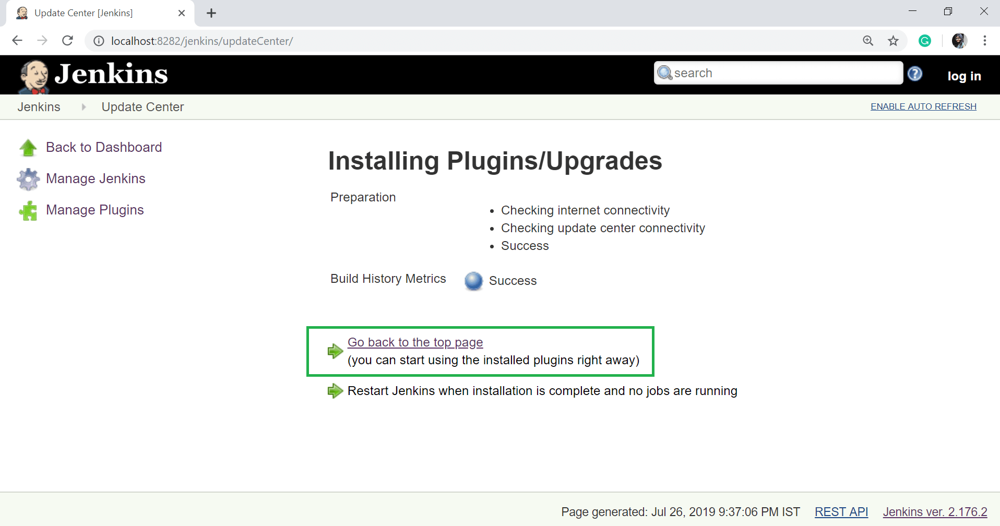 Update Center [Jenkins]
localhost:8282/jenkins/updateCenter/
Jenkins
search
log in
Jenkins
Update Center
ENABLE AUTO REFRESH
Back to Dashboard
Manage Jenkins
Manage Plugins
Installing Plugins/Upgrades
Preparation
• Checking internet connectivity
• Checking update center connectivity
• Success
Build History Metrics
Success
Go back to the top page
(you can start using the installed plugins right away)
Restart Jenkins when installation is complete and no jobs are running
Page generated: Jul 26, 2019 9:37:06 PM IST
REST API
Jenkins ver. 2.176.2